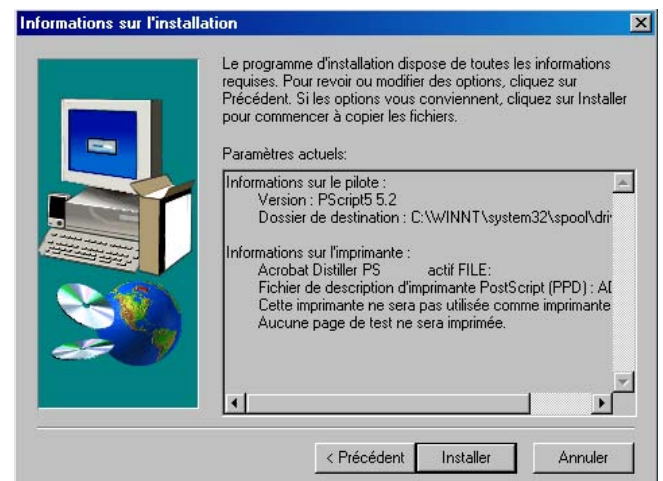 Informations sur l'installation
Le programme d'installation dispose de toutes les informations
requises. Pour revoir ou modifier des options, cliquez sur
Précédent. Si les options vous conviennent, cliquez sur Installer
pour commencer à copier les fichiers.
Paramètres actuels:
Informations sur le pilote :
Version : PScript5 5.2
Dossier de destination : C:\WINNT\system32\spool\dri
Informations sur l'imprimante :
Acrobat Distiller PS actif FILE:
Fichier de description d'imprimante PostScript (PPD) :
Cette imprimante ne sera pas utilisée comme imprimante
Aucune page de test ne sera imprimée.
< Précédent
Installer
Annuler